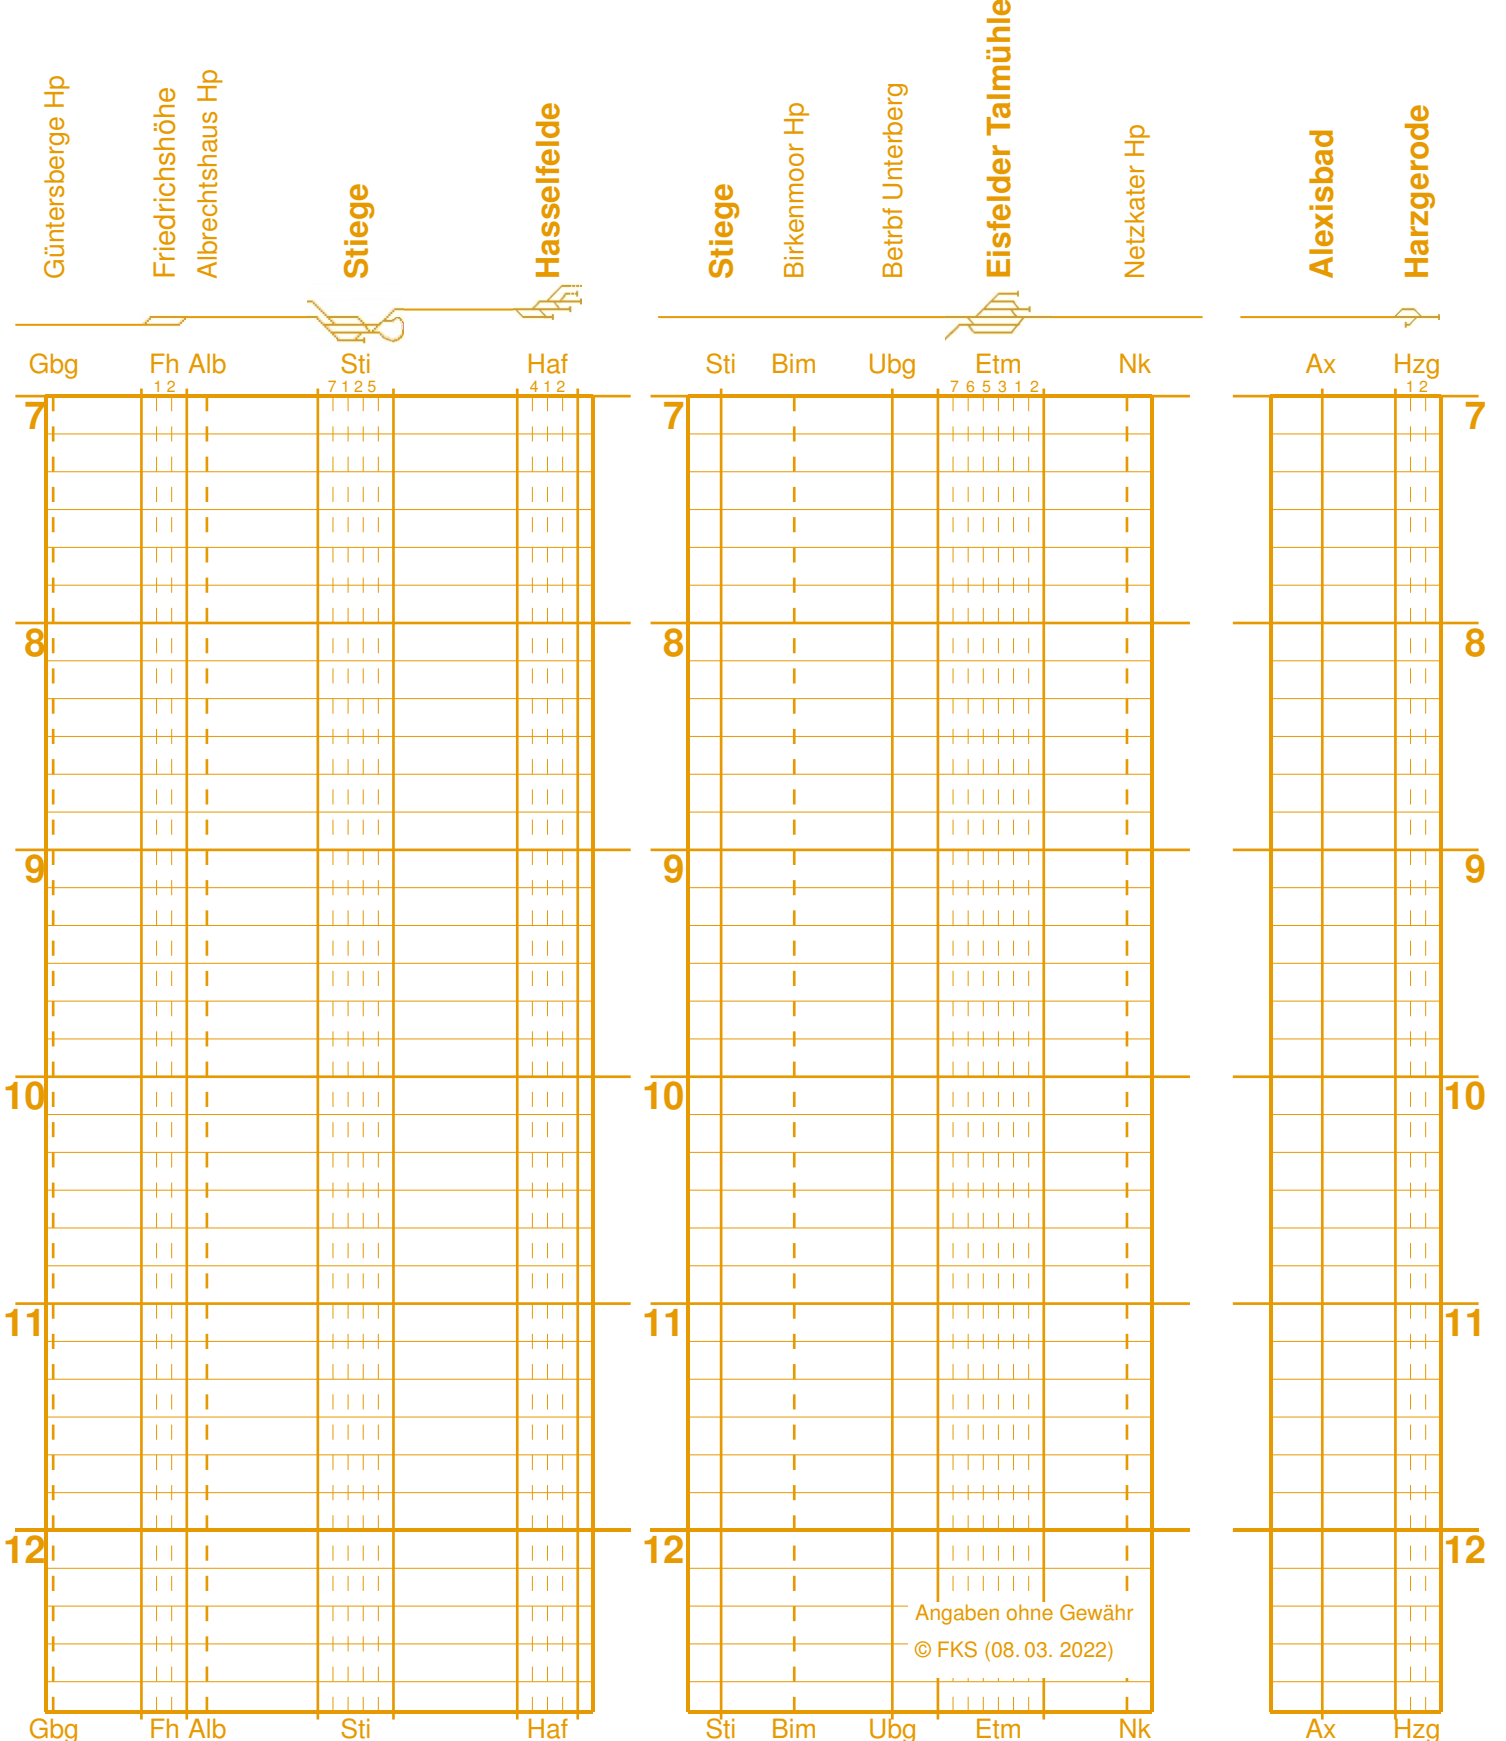 Güntersberge Hp
Friedrichshöhe
Albrechtshaus Hp
Stiege
Hasselfelde
Stiege
Birkenmoor Hp
Betrbf Unterberg
Eisfelder Talmühle
Netzkater Hp
Alexisbad
Harzgerode
Gbg Fh Alb Sti Haf Sti Bim Ubg Etm Nk Ax Hzg
1 2 7 1 2 5 4 1 2 7 6 5 3 1 2 1 2
7 7 7
8 8 8
9 9 9
10 10 10
11 11 11
12 12 12
Angaben ohne Gewähr
© FKS (08. 03. 2022)
Gbg Fh Alb Sti Haf Sti Bim Ubg Etm Nk Ax Hzg